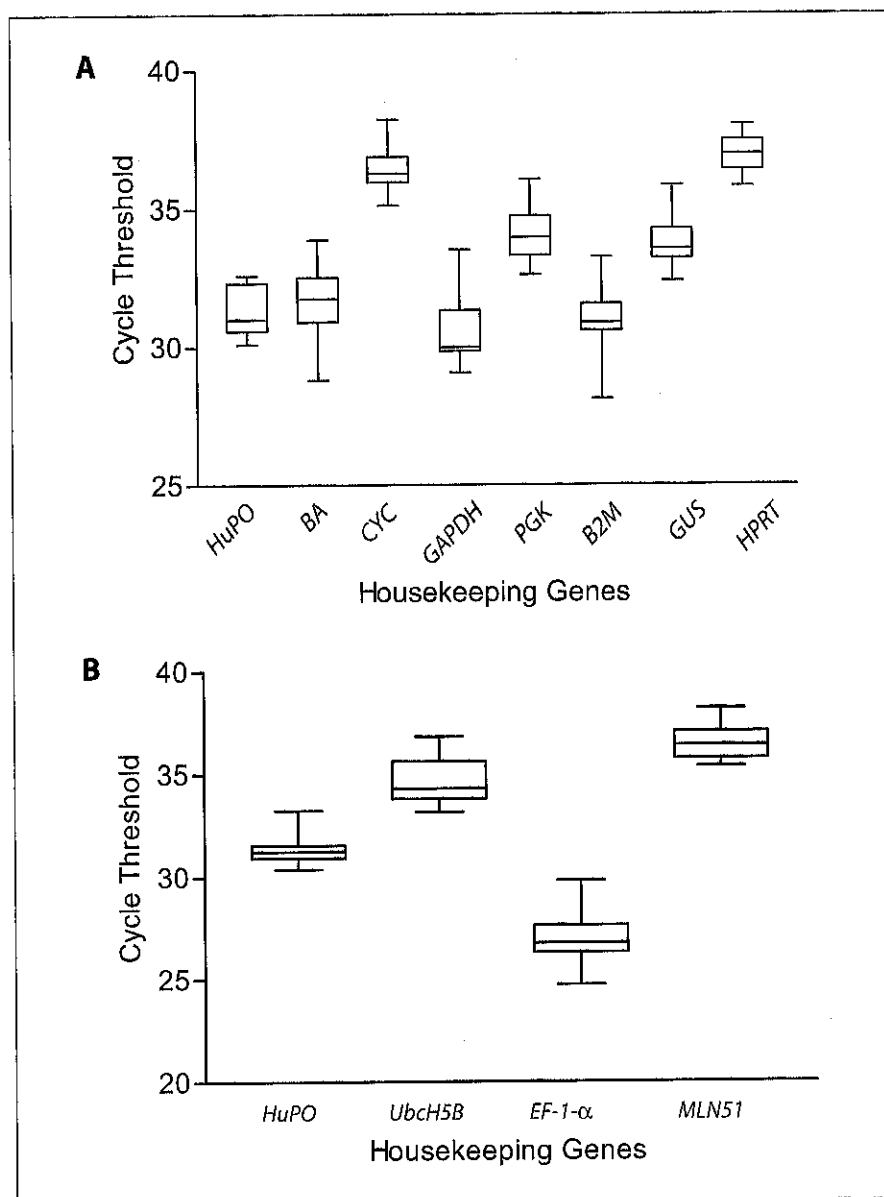 A
40
35
30
25
Cycle Threshold
HuPO BA CYC GAPDH PGK B2M GUS HPRT
Housekeeping Genes
B
40
35
30
25
20
Cycle Threshold
HuPO UbcH5B EF-1-α MLN51
Housekeeping Genes